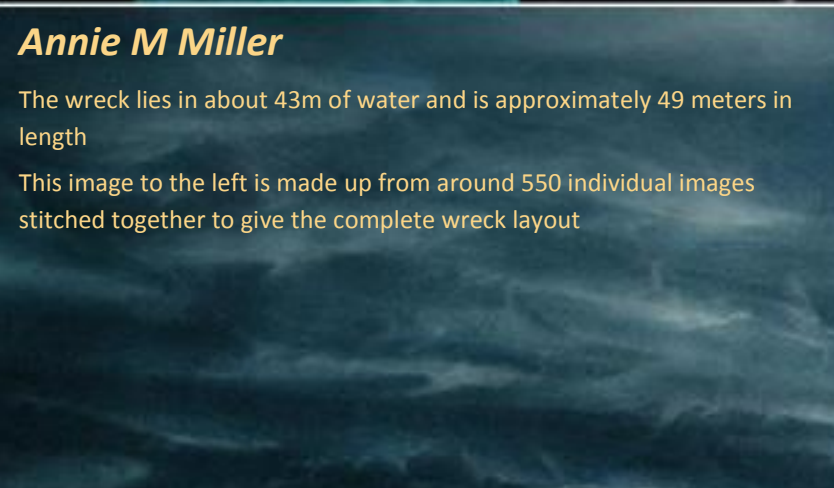 Annie M Miller
The wreck lies in about 43m of water and is approximately 49 meters in
length
This image to the left is made up from around 550 individual images
stitched together to give the complete wreck layout